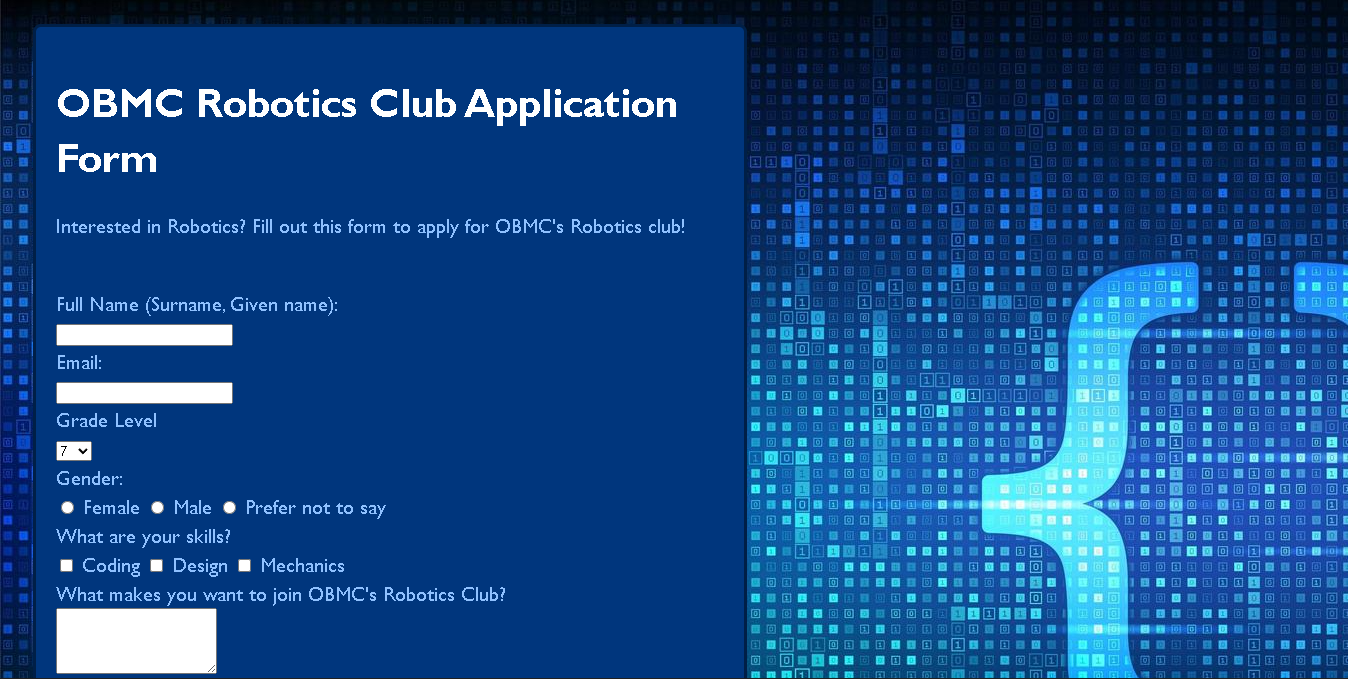 OBMC Robotics Club Application
Form
Interested in Robotics? Fill out this form to apply for OBMC's Robotics club!
Full Name (Surname, Given name):
Email:
Grade Level
7
Gender:
Female Male Prefer not to say
What are your skills?
Coding Design Mechanics
What makes you want to join OBMC's Robotics Club?